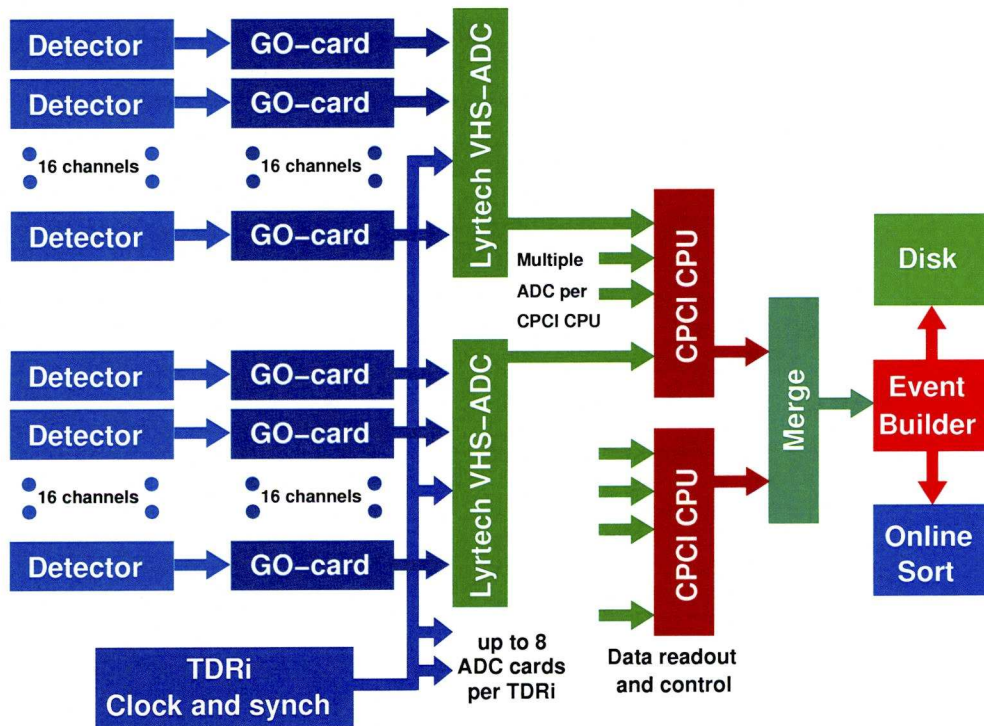 Detector
GO-card
Detector
GO-card
16 channels
16 channels
Detector
GO-card
Lyrtech VHS-ADC
Multiple
ADC per
CPCI CPU
CPCI CPU
Detector
GO-card
Detector
GO-card
16 channels
16 channels
Detector
GO-card
Lyrtech VHS-ADC
CPCI CPU
Merge
Disk
Event
Builder
Online
Sort
TDRi
Clock and synch
up to 8
ADC cards
per TDRi
Data readout
and control